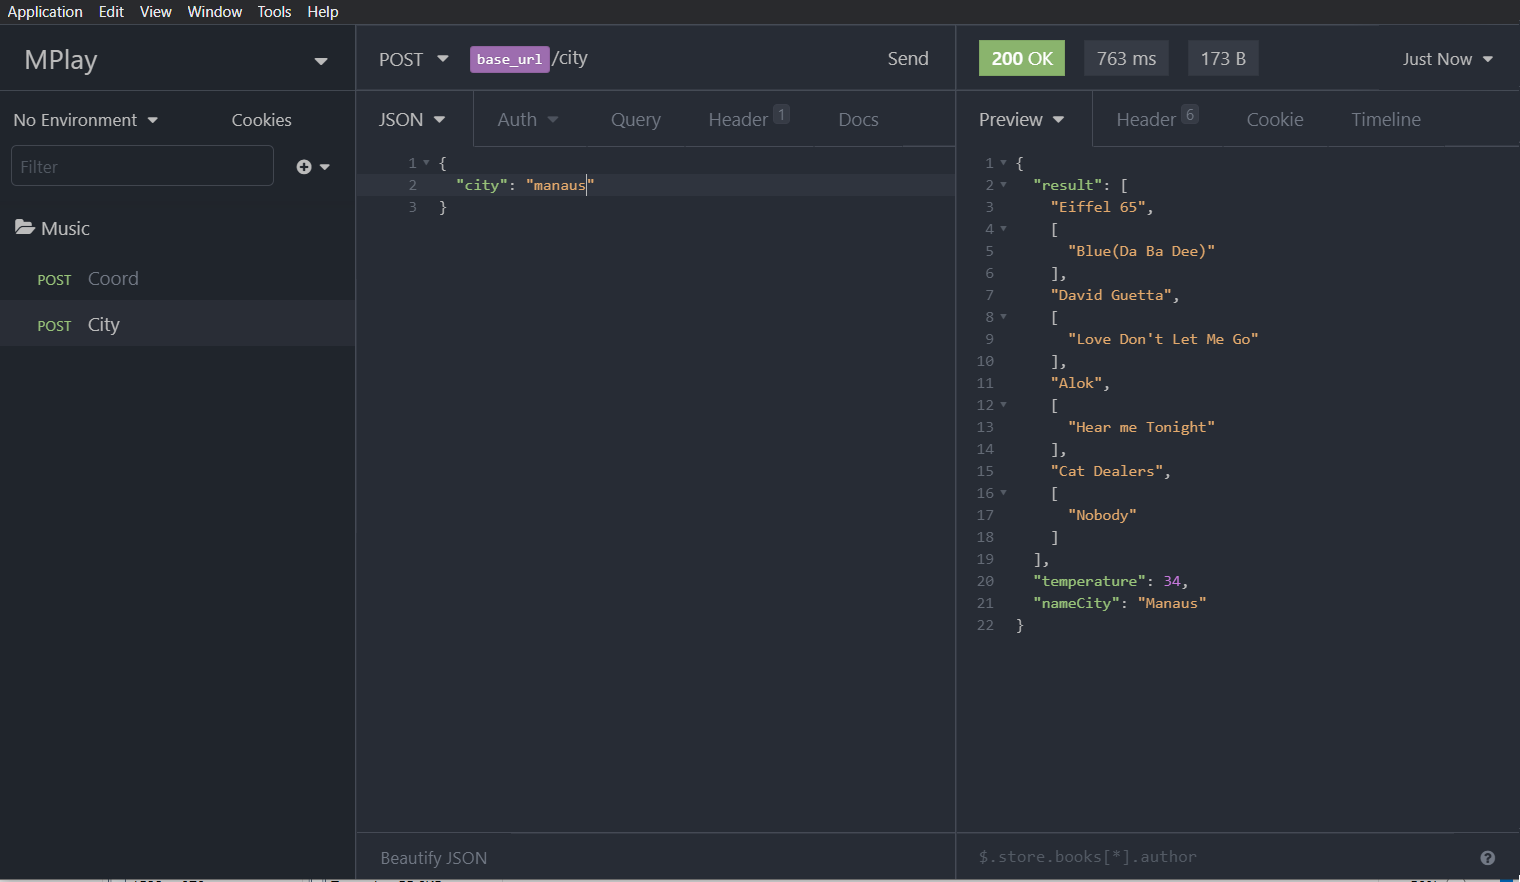 Application Edit View Window Tools Help
MPlay
No Environment Cookies
Filter
Music
POST Coord
POST City
POST base_url /city Send
JSON Auth Query Header 1 Docs
1 {
2 "city": "manaus"
3 }
Beautify JSON
200 OK 763 ms 173 B Just Now
Preview Header 6 Cookie Timeline
1 {
2 "result": [
3 "Eiffel 65",
4 [
5 "Blue(Da Ba Dee)"
6 ],
7 "David Guetta",
8 [
9 "Love Don't Let Me Go"
10 ],
11 "Alok",
12 [
13 "Hear me Tonight"
14 ],
15 "Cat Dealers",
16 [
17 "Nobody"
18 ]
19 ],
20 "temperature": 34,
21 "nameCity": "Manaus"
22 }
$.store.books[*].author